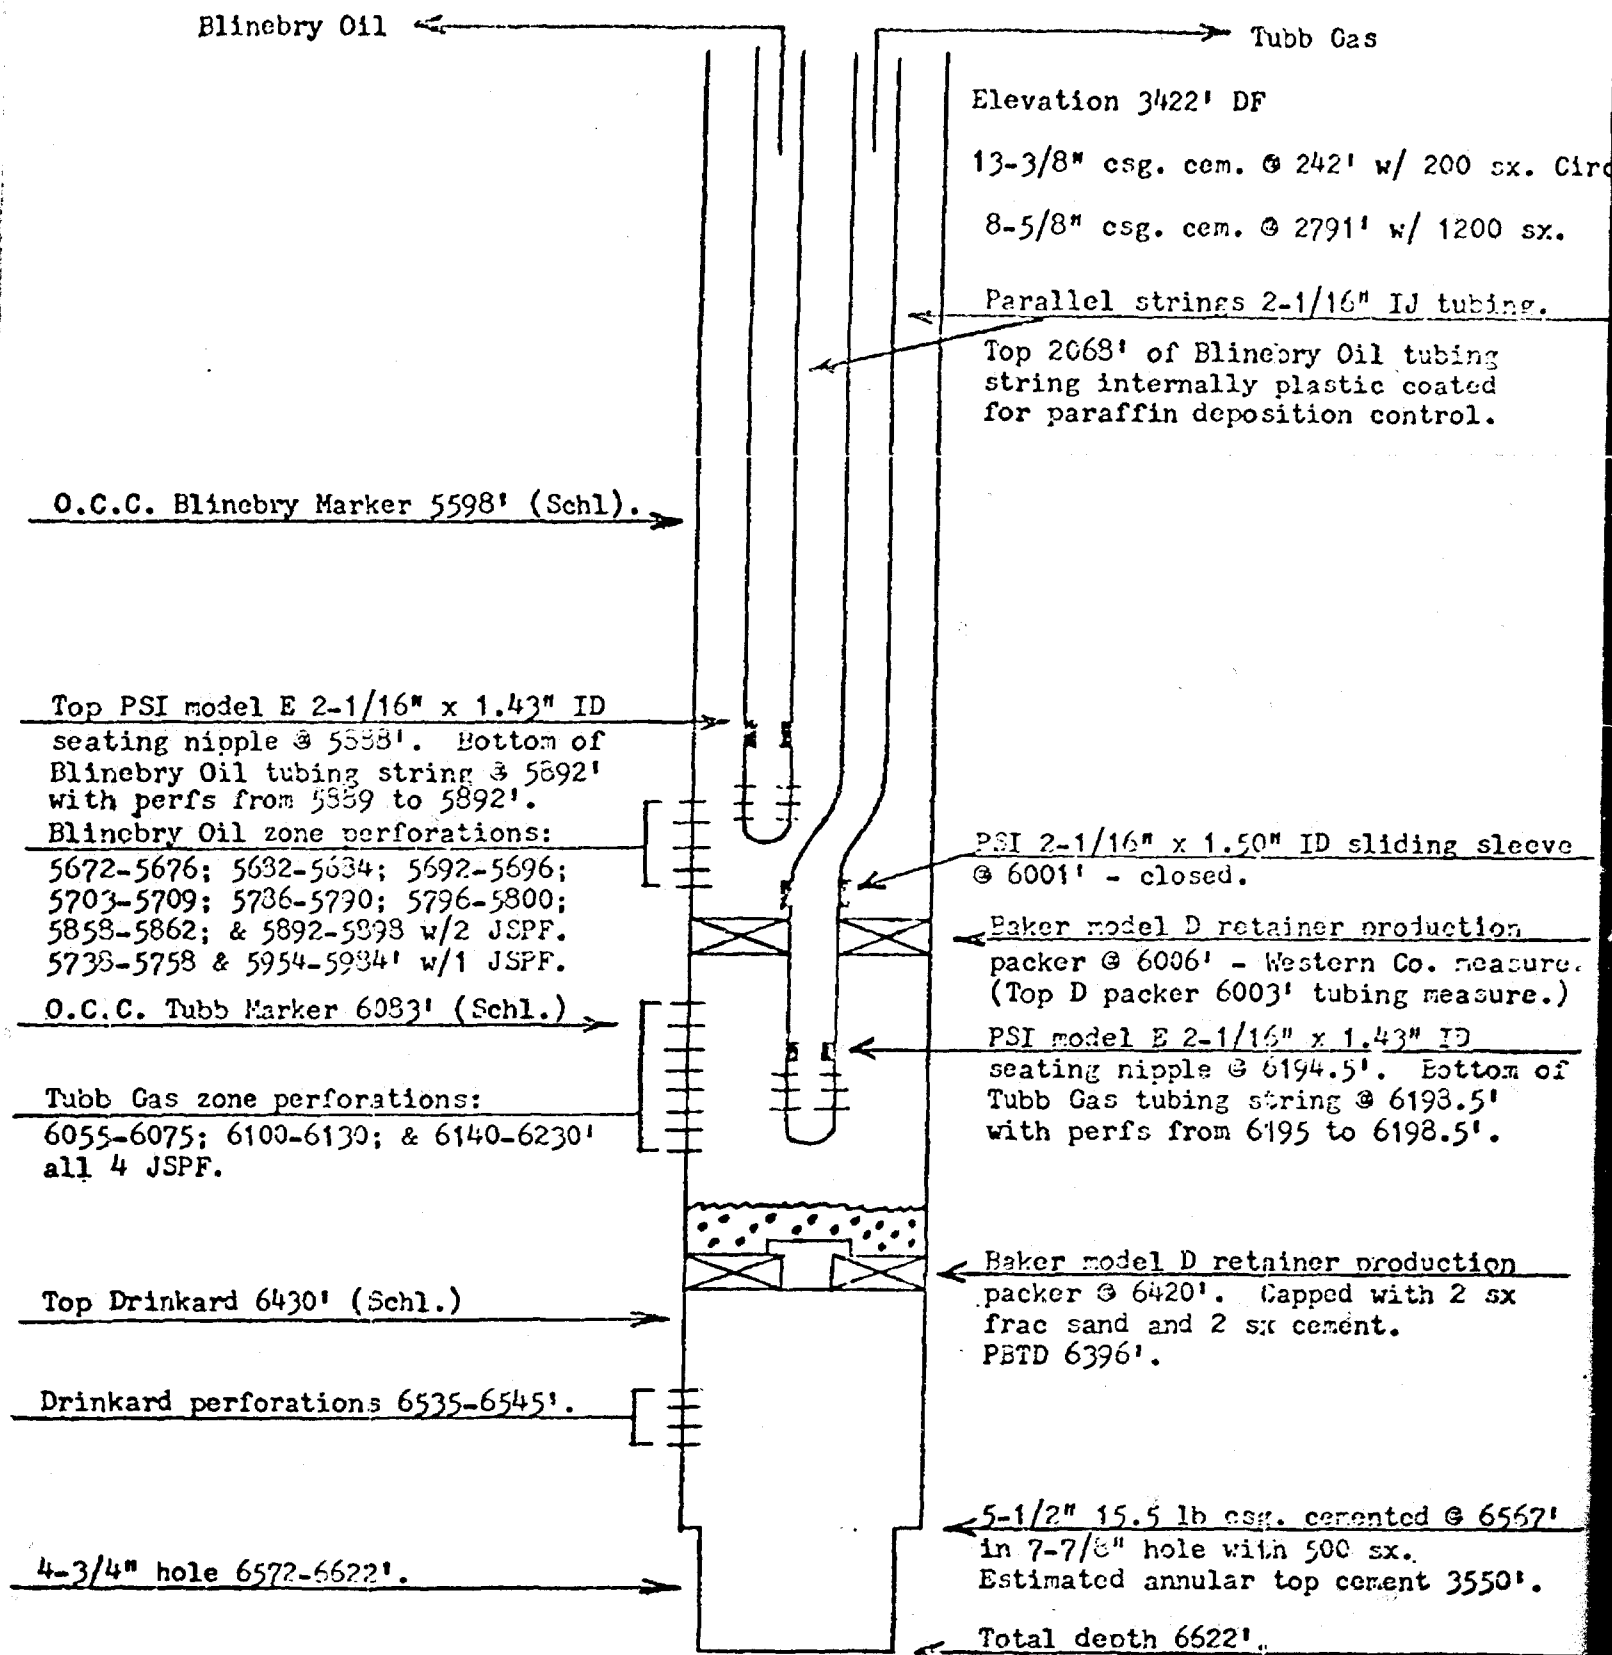 Blinebry Oil
Tubb Gas
Elevation 3422' DF
13-3/8" csg. cem. @ 242' w/ 200 sx. Circ
8-5/8" csg. cem. @ 2791' w/ 1200 sx.
Parallel strings 2-1/16" IJ tubing.
Top 2068' of Blinebry Oil tubing
string internally plastic coated
for paraffin deposition control.
O.C.C. Blinebry Marker 5598' (Schl).
Top PSI model E 2-1/16" x 1.43" ID
seating nipple @ 5888'. Bottom of
Blinebry Oil tubing string @ 5892'
with perfs from 5889 to 5892'.
Blinebry Oil zone perforations:
5672-5676; 5682-5684; 5692-5696;
5703-5709; 5786-5790; 5796-5800;
5858-5862; & 5892-5898 w/2 JSPF.
5738-5758 & 5954-5984' w/1 JSPF.
PSI 2-1/16" x 1.50" ID sliding sleeve
@ 6001' - closed.
Baker model D retainer production
packer @ 6006' - Western Co. measure.
(Top D packer 6003' tubing measure.)
O.C.C. Tubb Marker 6083' (Schl.)
PSI model E 2-1/16" x 1.43" ID
seating nipple @ 6194.5'. Bottom of
Tubb Gas tubing string @ 6198.5'
with perfs from 6195 to 6198.5'.
Tubb Gas zone perforations:
6055-6075; 6100-6130; & 6140-6230'
all 4 JSPF.
Baker model D retainer production
packer @ 6420'. Capped with 2 sx
frac sand and 2 sx cement.
PBTD 6396'.
Top Drinkard 6430' (Schl.)
Drinkard perforations 6535-6545'.
5-1/2" 15.5 lb csg. cemented @ 6567'
in 7-7/8" hole with 500 sx.
Estimated annular top cement 3550'.
4-3/4" hole 6572-6622'.
Total depth 6622'.